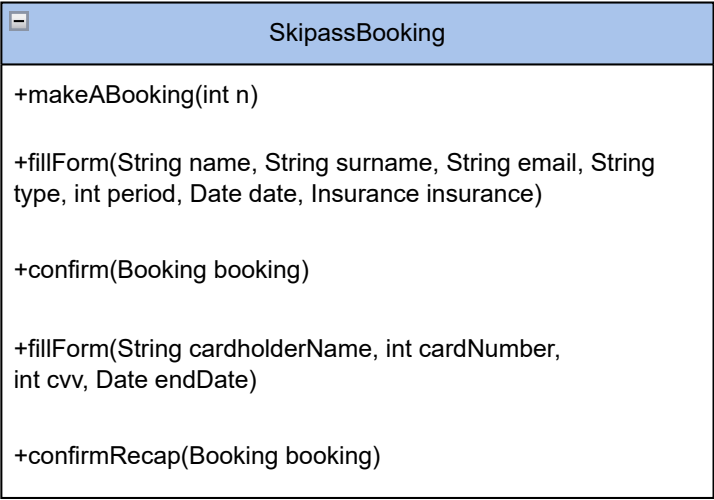 SkipassBooking
+makeABooking(int n)
+fillForm(String name, String surname, String email, String
type, int period, Date date, Insurance insurance)
+confirm(Booking booking)
+fillForm(String cardholderName, int cardNumber,
int cvv, Date endDate)
+confirmRecap(Booking booking)